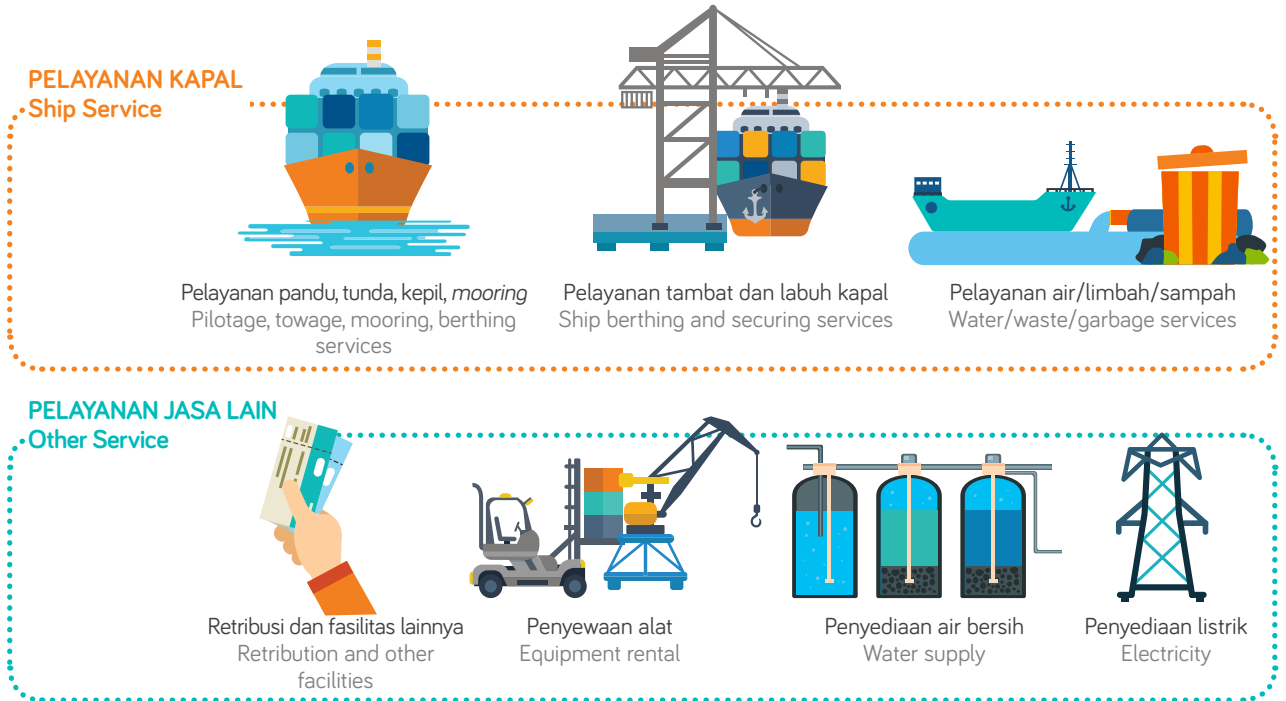 PELAYANAN KAPAL
Ship Service
Pelayanan pandu, tunda, kepil, mooring
Pilotage, towage, mooring, berthing
services
Pelayanan tambat dan labuh kapal
Ship berthing and securing services
Pelayanan air/limbah/sampah
Water/waste/garbage services
PELAYANAN JASA LAIN
Other Service
Retribusi dan fasilitas lainnya
Retribution and other
facilities
Penyewaan alat
Equipment rental
Penyediaan air bersih
Water supply
Penyediaan listrik
Electricity